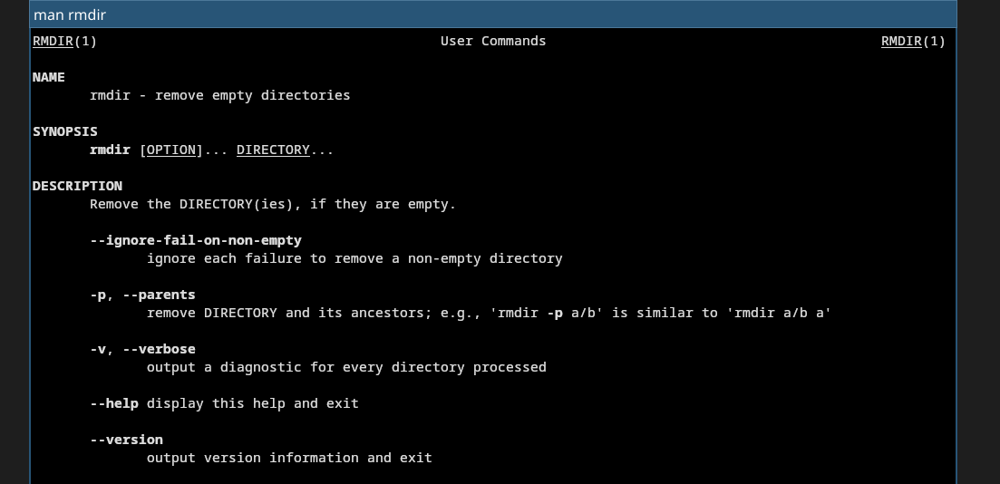 man rmdir
RMDIR(1) User Commands RMDIR(1)
NAME
rmdir - remove empty directories
SYNOPSIS
rmdir [OPTION]... DIRECTORY...
DESCRIPTION
Remove the DIRECTORY(ies), if they are empty.
--ignore-fail-on-non-empty
ignore each failure to remove a non-empty directory
-p, --parents
remove DIRECTORY and its ancestors; e.g., 'rmdir -p a/b' is similar to 'rmdir a/b a'
-v, --verbose
output a diagnostic for every directory processed
--help display this help and exit
--version
output version information and exit